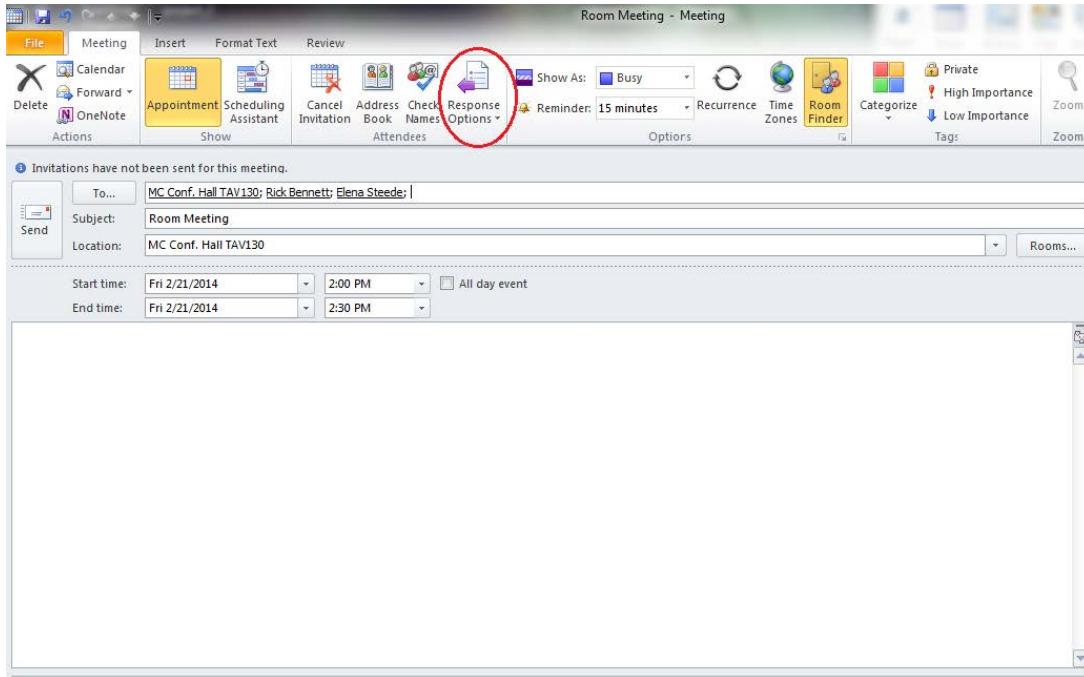 Room Meeting - Meeting
File Meeting Insert Format Text Review
Delete
Calendar
Forward
OneNote
Actions
Appointment
Scheduling
Assistant
Show
Cancel
Invitation
Address
Book
Check
Names
Response
Options
Attendees
Show As: Busy
Reminder: 15 minutes
Recurrence
Time
Zones
Room
Finder
Options
Categorize
Private
High Importance
Low Importance
Tags
Zoom
Zoom
Invitations have not been sent for this meeting.
Send
To... MC Conf. Hall TAV130; Rick Bennett; Elena Steede;
Subject: Room Meeting
Location: MC Conf. Hall TAV130 Rooms...
Start time: Fri 2/21/2014 2:00 PM All day event
End time: Fri 2/21/2014 2:30 PM